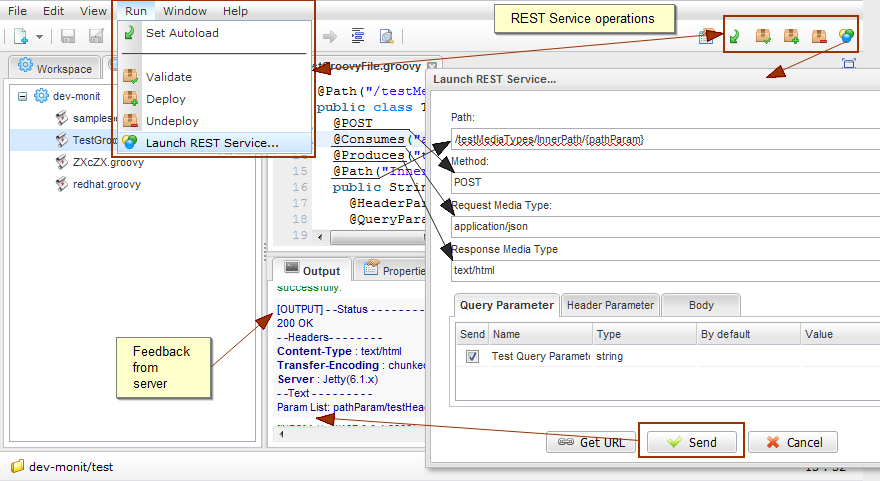 File Edit View Run Window Help
REST Service operations
Set Autoload
Validate
Deploy
Undeploy
Launch REST Service...
Workspace
dev-monit
samples
TestGro
ZXcZX.groovy
redhat.groovy
stGroovyFile.groovy
@Path("/testMe
public class T
@POST
@Consumes("a
@Produces("t
@Path("Inner
15
16 public Strin
17 @HeaderPar
18 @QueryPara
19
Launch REST Service...
Path:
/testMediaTypes/InnerPath/{pathParam}
Method:
POST
Request Media Type:
application/json
Response Media Type
text/html
Query Parameter Header Parameter Body
Send Name Type By default Value
Test Query Paramete string
Get URL Send Cancel
Output Propertie
successfully.
[OUTPUT] - -Status - - - - - - - -
200 OK
- -Headers- - - - - - - -
Content-Type : text/html
Transfer-Encoding : chunked
Server : Jetty(6.1.x)
- -Text - - - - - - - - -
Param List: pathParam/testHead
Feedback
from
server
dev-monit/test